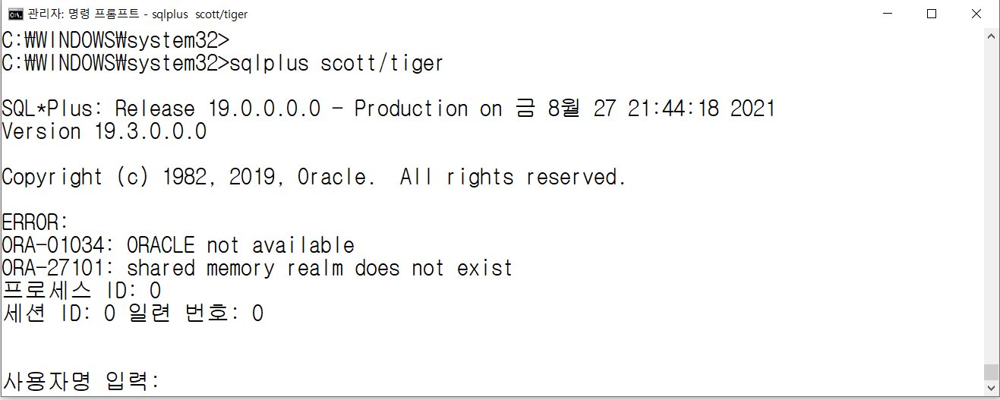 관리자: 명령 프롬프트 - sqlplus  scott/tiger
C:₩WINDOWS₩system32>
C:₩WINDOWS₩system32>sqlplus scott/tiger
SQL*Plus: Release 19.0.0.0.0 - Production on 금 8월 27 21:44:18 2021
Version 19.3.0.0.0
Copyright (c) 1982, 2019, Oracle.  All rights reserved.
ERROR:
ORA-01034: ORACLE not available
ORA-27101: shared memory realm does not exist
프로세스 ID: 0
세션 ID: 0 일련 번호: 0
사용자명 입력: